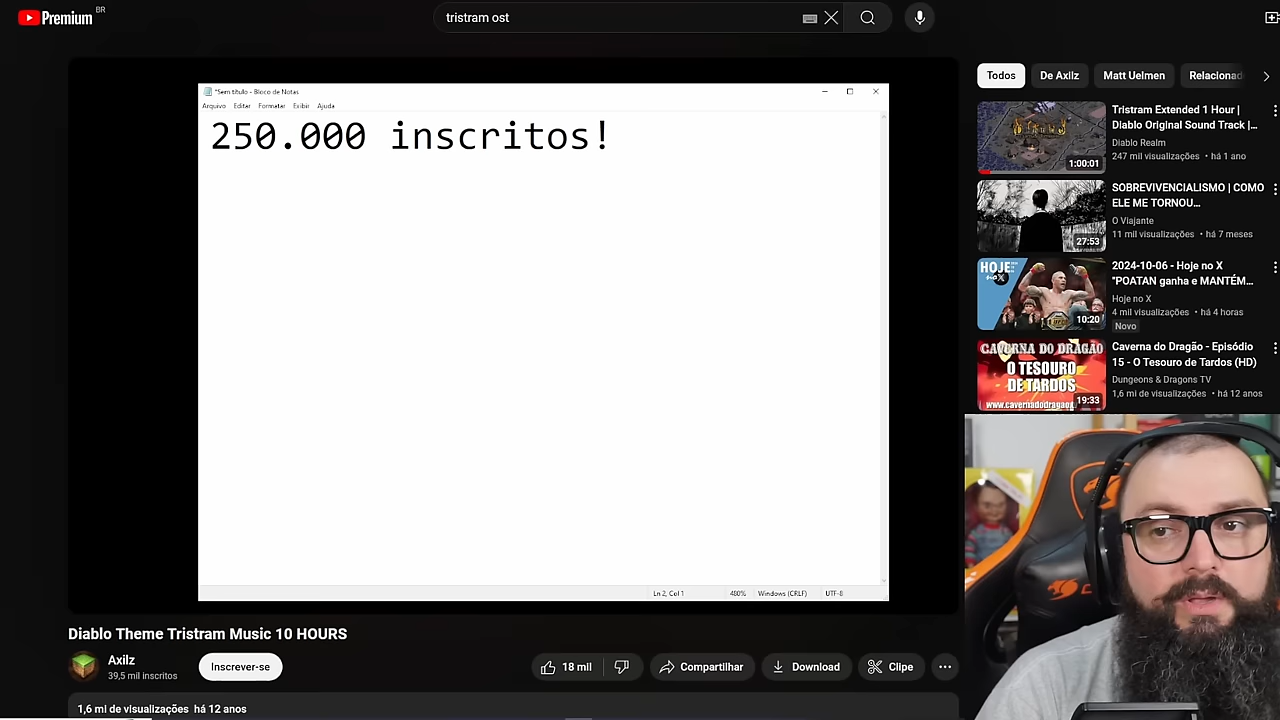 Premium BR
tristram ost
*Sem título - Bloco de Notas
Arquivo Editar Formatar Exibir Ajuda
250.000 inscritos!
Ln 2, Col 1 480% Windows (CRLF) UTF-8
Diablo Theme Tristram Music 10 HOURS
Axilz
39,5 mil inscritos
Inscrever-se
18 mil
Compartilhar
Download
Clipe
1,6 mi de visualizações há 12 anos
Todos De Axilz Matt Uelmen Relacionad
1:00:01
Tristram Extended 1 Hour |
Diablo Original Sound Track |...
Diablo Realm
247 mil visualizações • há 1 ano
27:53
SOBREVIVENCIALISMO | COMO
ELE ME TORNOU...
O Viajante
11 mil visualizações • há 7 meses
HOJE
no X
10:20
2024-10-06 - Hoje no X
"POATAN ganha e MANTÉM...
Hoje no X
4 mil visualizações • há 4 horas
Novo
CAVERNA DO DRAGÃO
O TESOURO
DE TARDOS
19:33
Caverna do Dragão - Episódio
15 - O Tesouro de Tardos (HD)
Dungeons & Dragons TV
1,6 mi de visualizações • há 12 anos